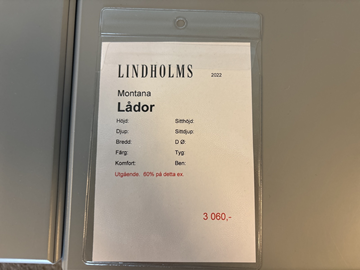 LINDHOLMS 2022
Montana
Lådor
Höjd: Sitthöjd:
Djup: Sittdjup:
Bredd: D Ø:
Färg: Tyg:
Komfort: Ben:
Utgående. 60% på detta ex.
3 060,-